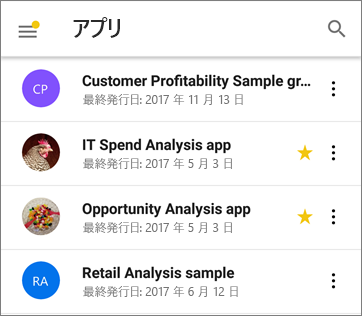 アプリ
CP
Customer Profitability Sample gr...
最終発行日: 2017 年 11 月 13 日
IT Spend Analysis app
最終発行日: 2017 年 5 月 3 日
Opportunity Analysis app
最終発行日: 2017 年 5 月 3 日
RA
Retail Analysis sample
最終発行日: 2017 年 6 月 12 日